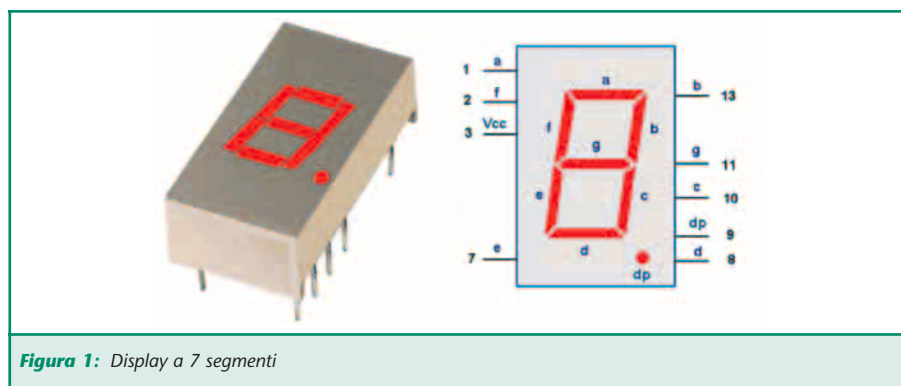 1 a
2 f
3 Vcc
7 e
a
f
b
g
e
c
d
dp
b 13
g 11
c 10
dp 9
d 8
Figura 1: Display a 7 segmenti